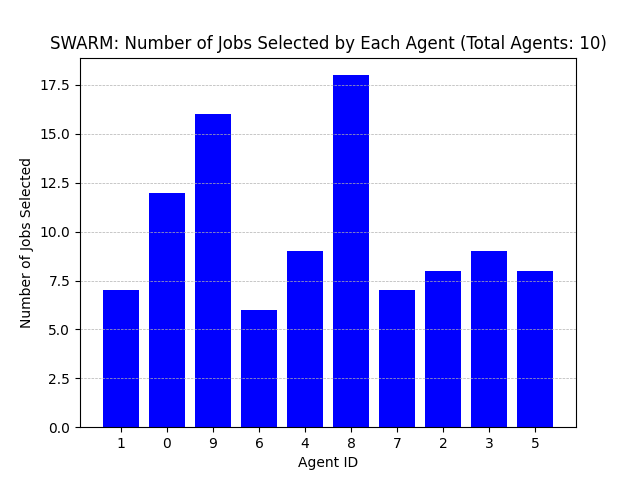 SWARM: Number of Jobs Selected by Each Agent (Total Agents: 10)
17.5
15.0
12.5
10.0
7.5
5.0
2.5
0.0
Number of Jobs Selected
1 0 9 6 4 8 7 2 3 5
Agent ID